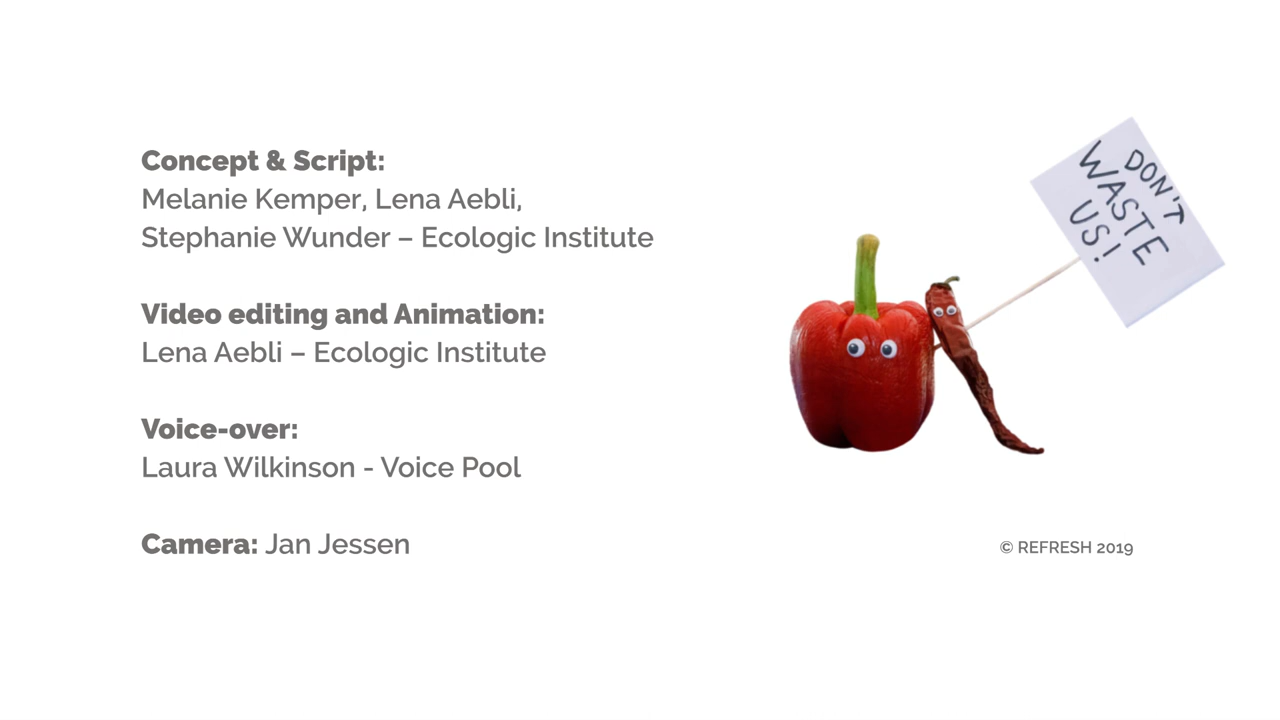 Concept & Script:
Melanie Kemper, Lena Aebli,
Stephanie Wunder – Ecologic Institute
Video editing and Animation:
Lena Aebli – Ecologic Institute
Voice-over:
Laura Wilkinson - Voice Pool
Camera: Jan Jessen
DON'T
WASTE
US!
© REFRESH 2019